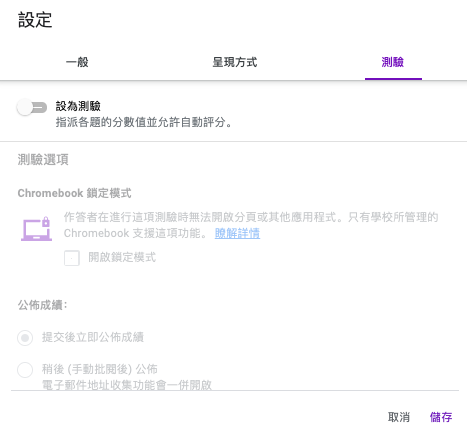 設定
一般
呈現方式
測驗
設為測驗
指派各題的分數值並允許自動評分。
測驗選項
Chromebook 鎖定模式
作答者在進行這項測驗時無法開啟分頁或其他應用程式。只有學校所管理的
Chromebook 支援這項功能。 瞭解詳情
開啟鎖定模式
公佈成績：
提交後立即公佈成績
稍後 (手動批閱後) 公佈
電子郵件地址收集功能會一併開啟
取消
儲存